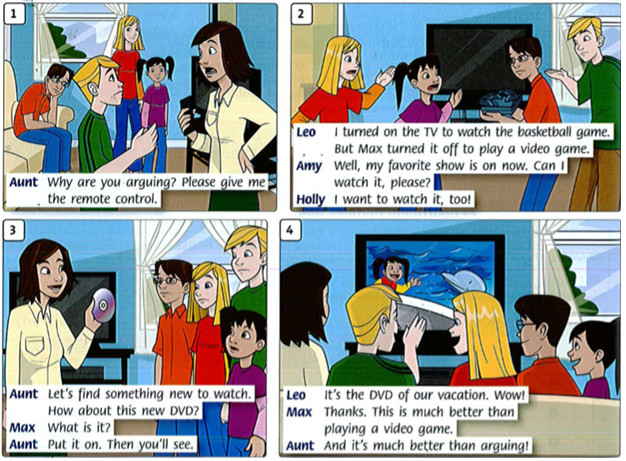 1
Aunt Why are you arguing? Please give me
the remote control.
2
Leo I turned on the TV to watch the basketball game.
But Max turned it off to play a video game.
Amy Well, my favorite show is on now. Can I
watch it, please?
Holly I want to watch it, too!
3
Aunt Let's find something new to watch.
How about this new DVD?
Max What is it?
Aunt Put it on. Then you'll see.
4
Leo It's the DVD of our vacation. Wow!
Max Thanks. This is much better than
playing a video game.
Aunt And it's much better than arguing!